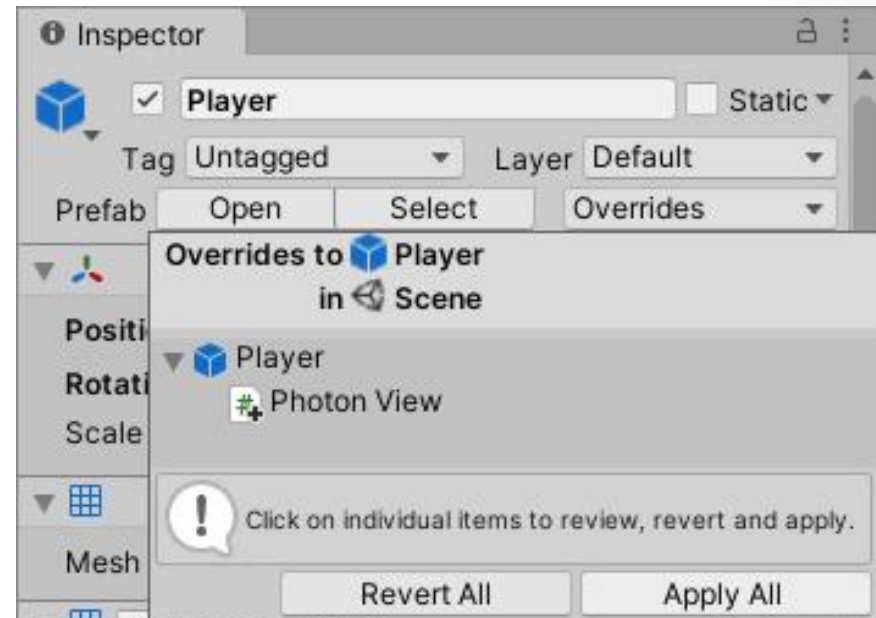 Inspector
Player Static
Tag Untagged Layer Default
Prefab Open Select Overrides
Overrides to Player
in Scene
Positi
Player
Rotati
Photon View
Scale
Click on individual items to review, revert and apply.
Mesh
Revert All Apply All